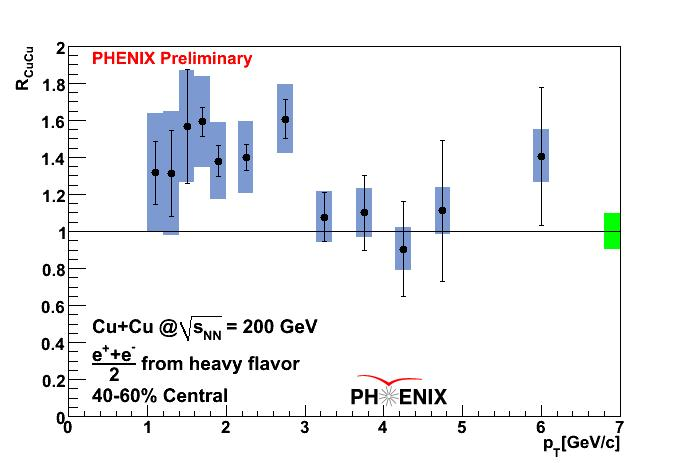 PHENIX Preliminary
R_CuCu
2
1.8
1.6
1.4
1.2
1
0.8
0.6
0.4
0.2
0
Cu+Cu @√s_NN = 200 GeV
e⁺+e⁻
2
from heavy flavor
40-60% Central
PHENIX
0 1 2 3 4 5 6 7
p_T[GeV/c]